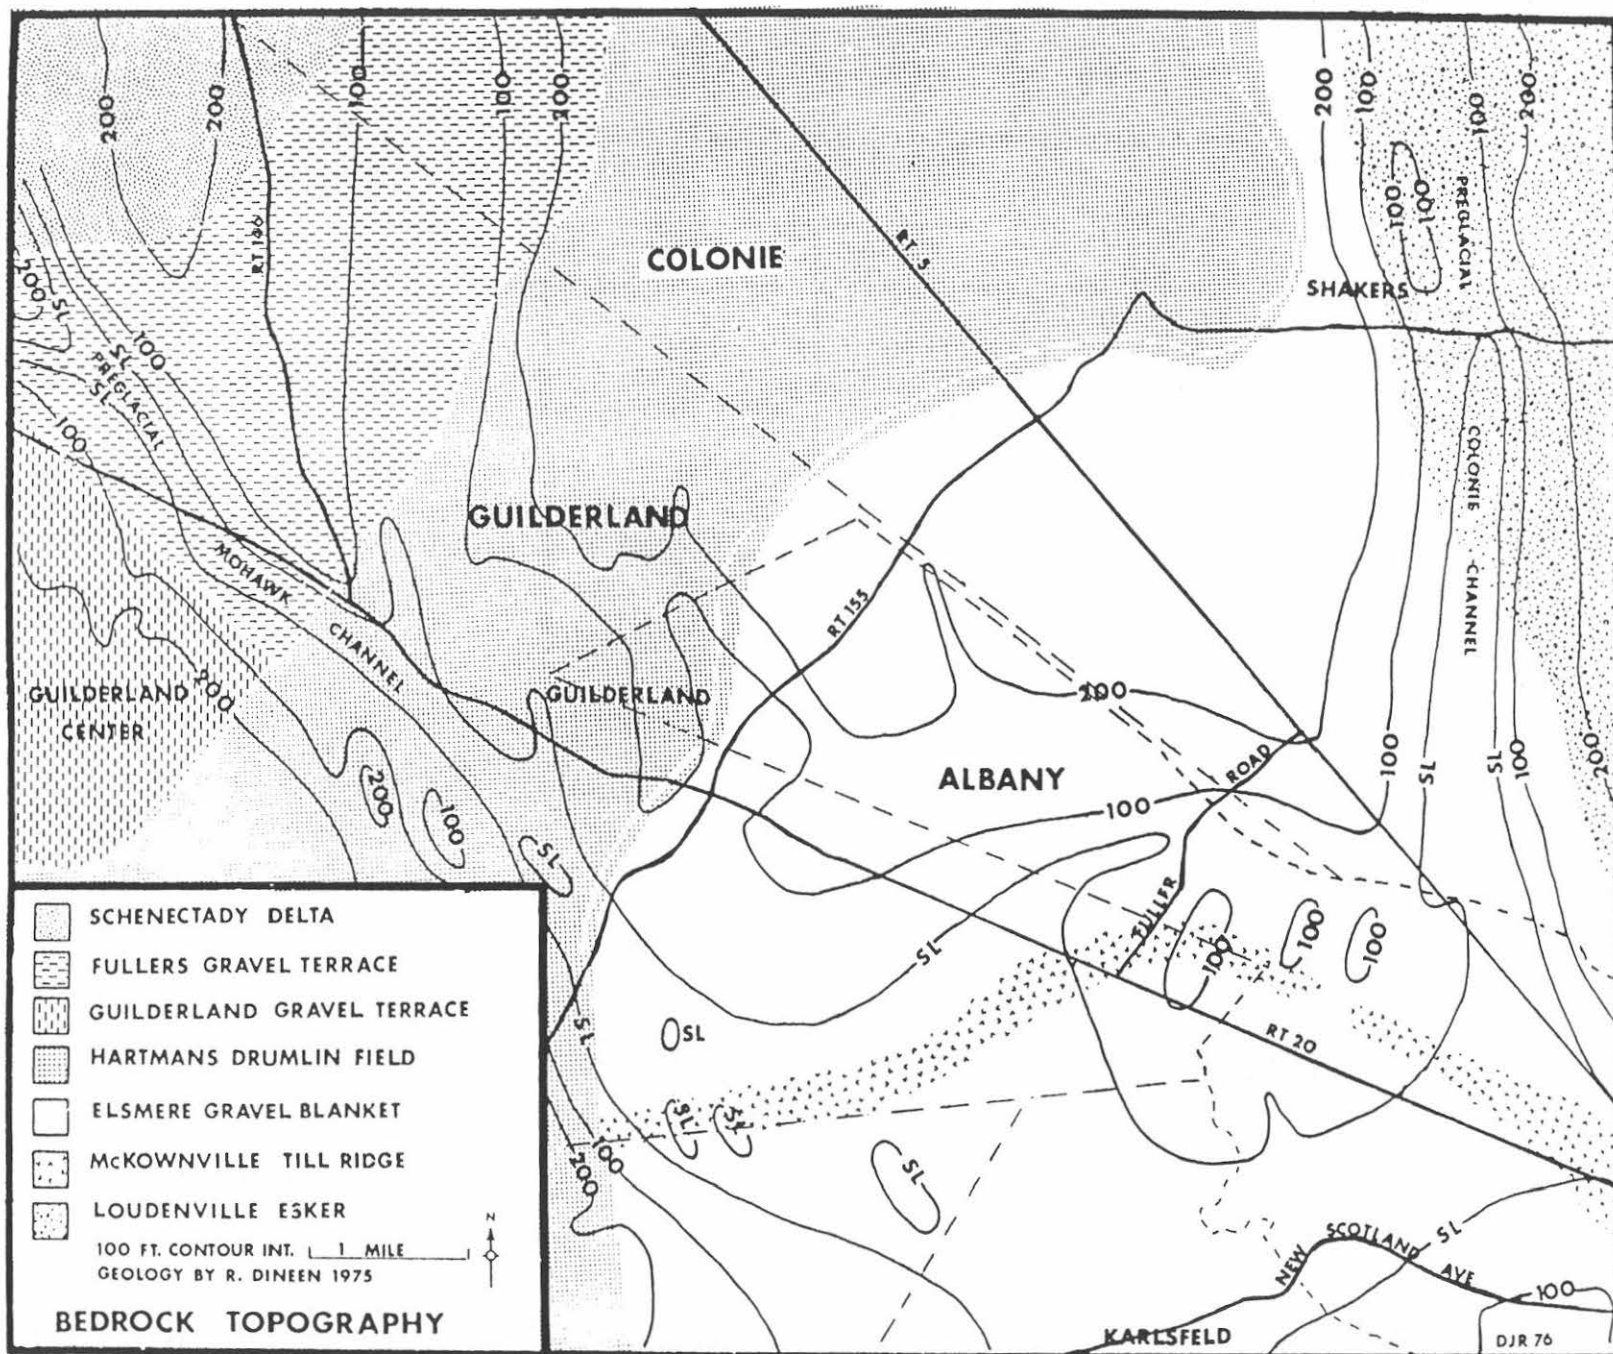 200
200
100
100
200
200
100
100
200
RT 146
COLONIE
RT 5
100
100
PREGLACIAL
SHAKERS
200
SL
100
SL
PREGLACIAL
SL
100
COLONIE
CHANNEL
GUILDERLAND
MOHAWK
CHANNEL
RT 155
GUILDERLAND
CENTER
200
GUILDERLAND
200
200
100
ALBANY
ROAD
100
100
SL
SL
100
200
SL
FULLER
100
100
100
SL
SL
SL
RT 20
SL
SL
100
200
SL
SL
NEW
SCOTLAND
AVE
100
KARLSFELD
DJR 76
SCHENECTADY DELTA
FULLERS GRAVEL TERRACE
GUILDERLAND GRAVEL TERRACE
HARTMANS DRUMLIN FIELD
ELSMERE GRAVEL BLANKET
McKOWNVILLE TILL RIDGE
LOUDENVILLE ESKER
100 FT. CONTOUR INT. 1 MILE
N
GEOLOGY BY R. DINEEN 1975
BEDROCK TOPOGRAPHY